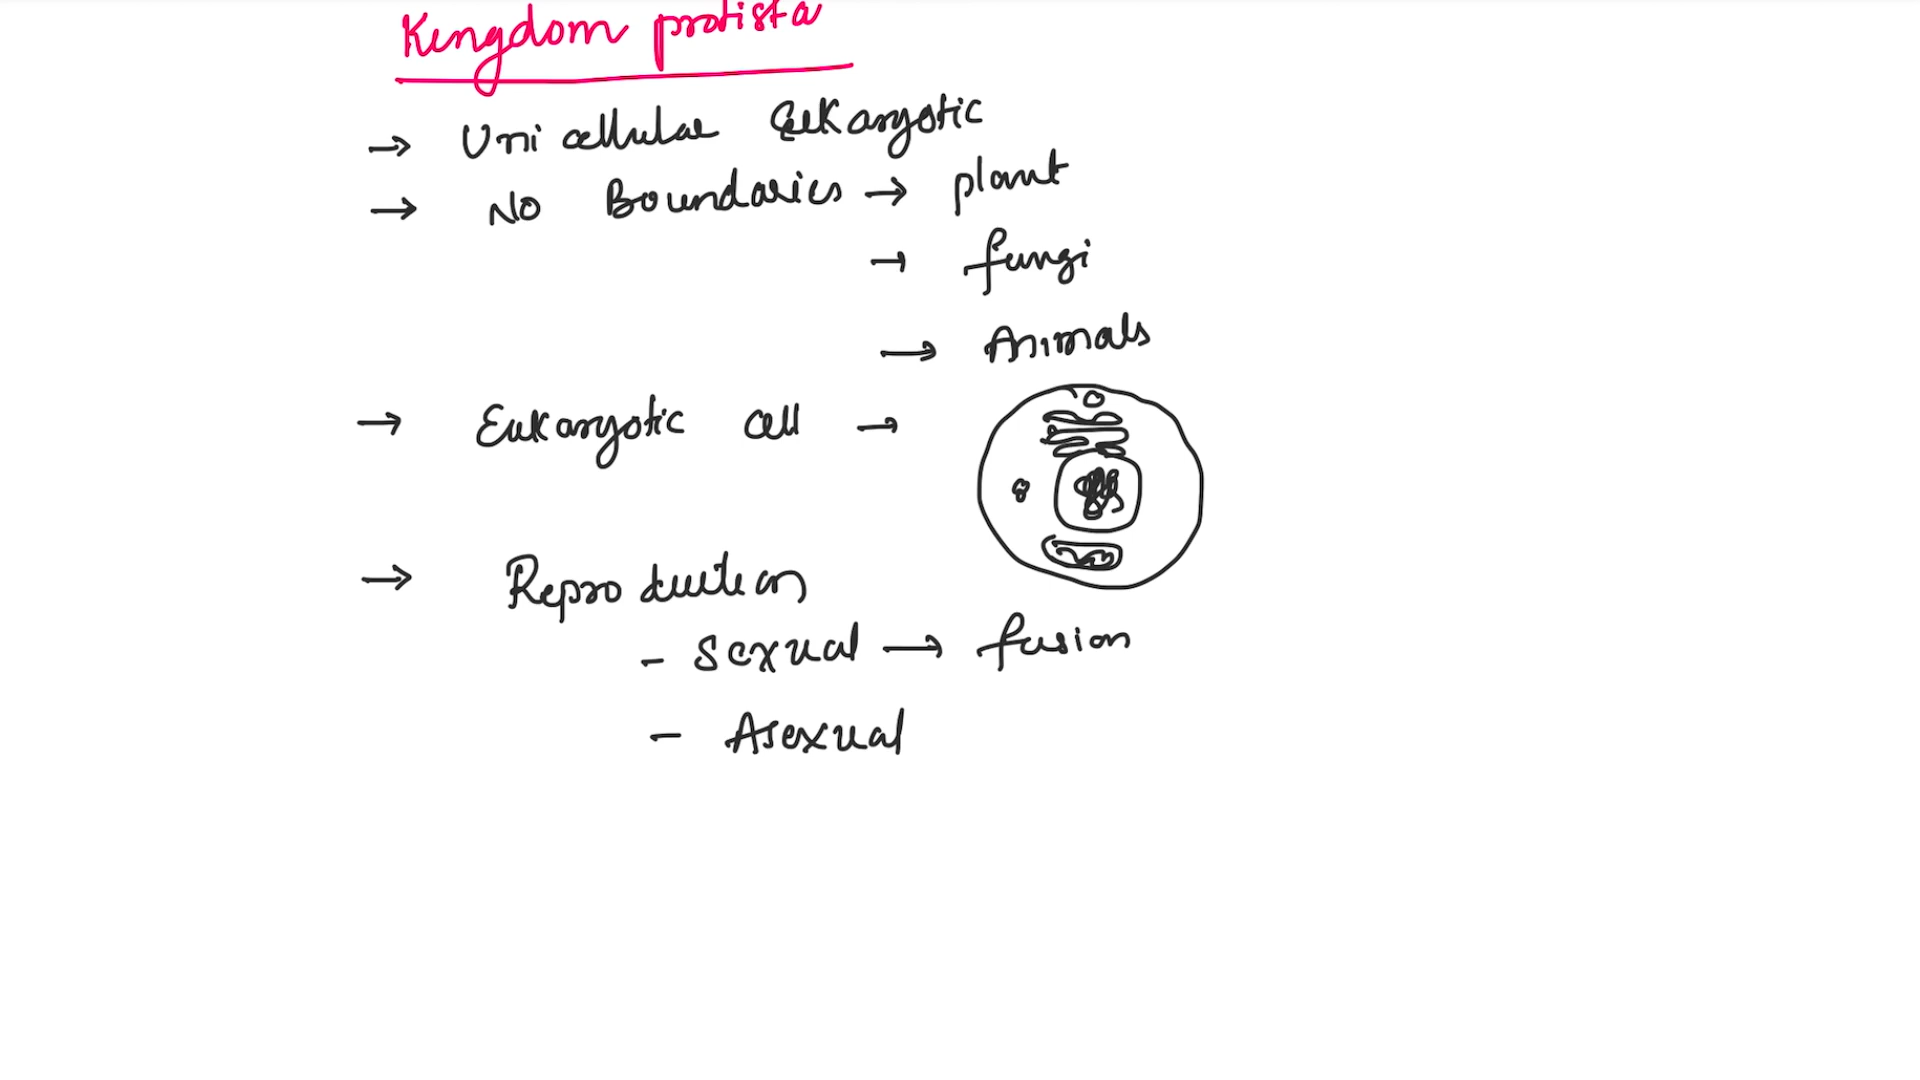 Kingdom protista
→ Unicellular Eukaryotic
→ No Boundaries → plant
→ fungi
→ Animals
→ Eukaryotic cell →
→ Reproduction
- Sexual → fusion
- Asexual